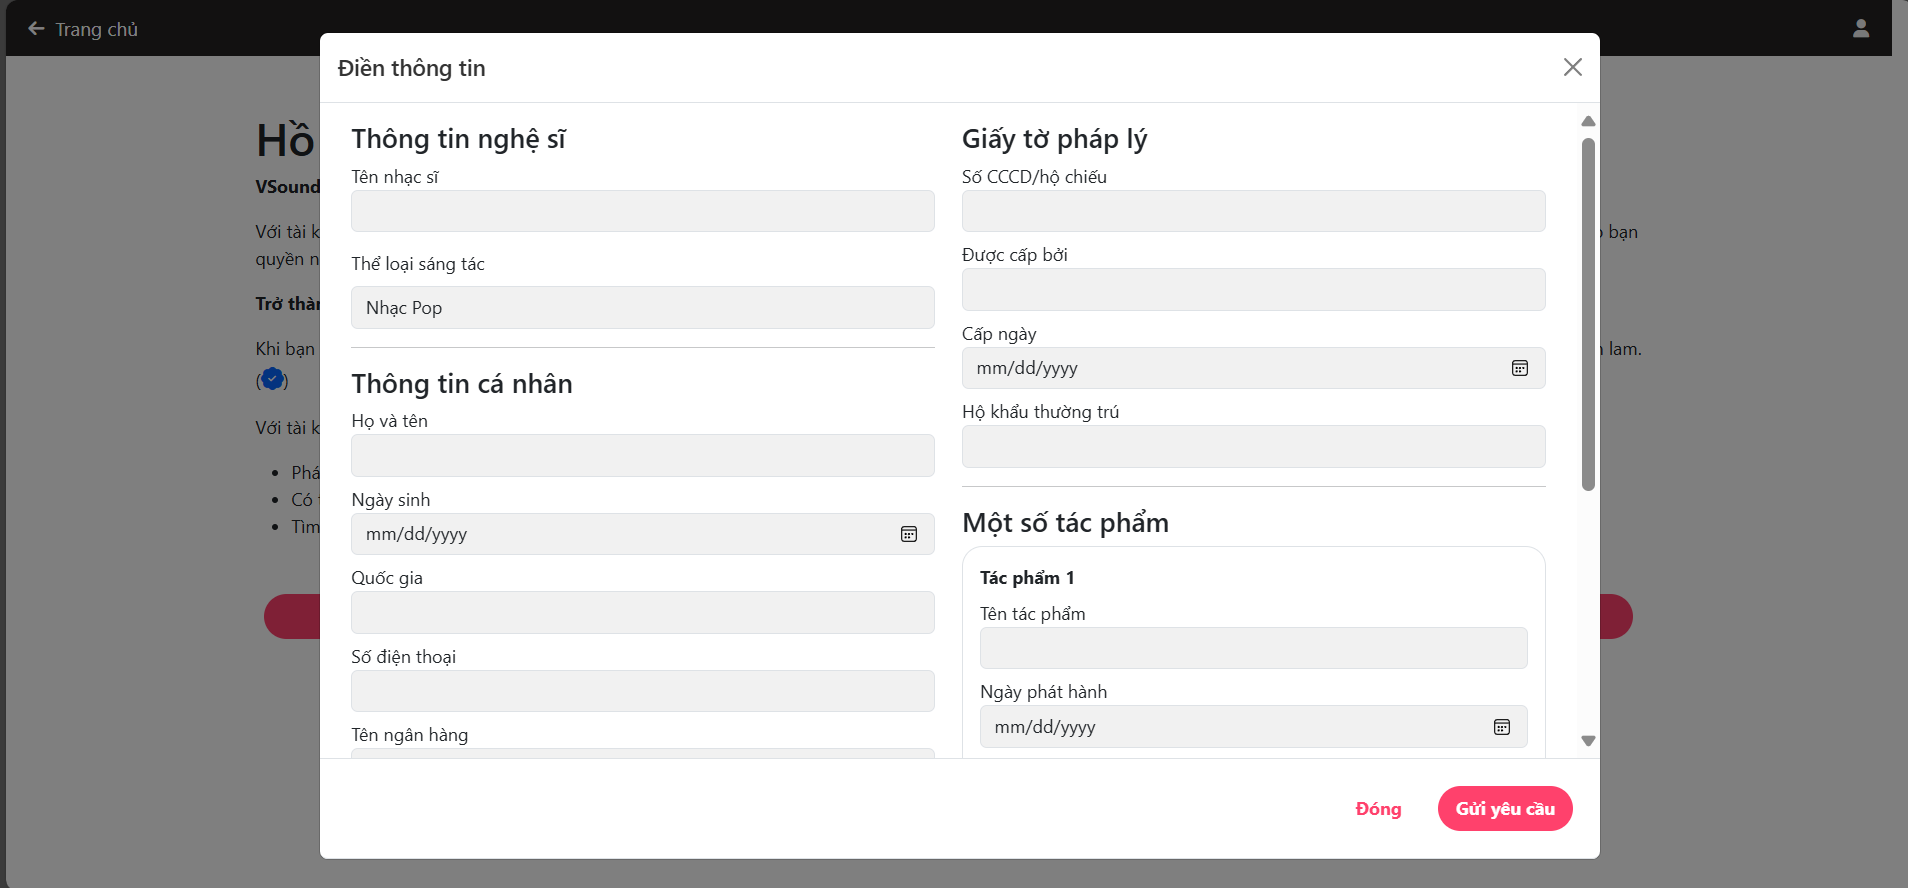 Trang chủ
Điền thông tin
Hồ
VSound
Với tài k
bạn
quyền n
Trở thàn
Khi bạn
lam.
()
Với tài k
Phá
Có
Tìm
Thông tin nghệ sĩ
Tên nhạc sĩ
Thể loại sáng tác
Nhạc Pop
Thông tin cá nhân
Họ và tên
Ngày sinh
mm/dd/yyyy
Quốc gia
Số điện thoại
Tên ngân hàng
Giấy tờ pháp lý
Số CCCD/hộ chiếu
Được cấp bởi
Cấp ngày
mm/dd/yyyy
Hộ khẩu thường trú
Một số tác phẩm
Tác phẩm 1
Tên tác phẩm
Ngày phát hành
mm/dd/yyyy
Đóng
Gửi yêu cầu